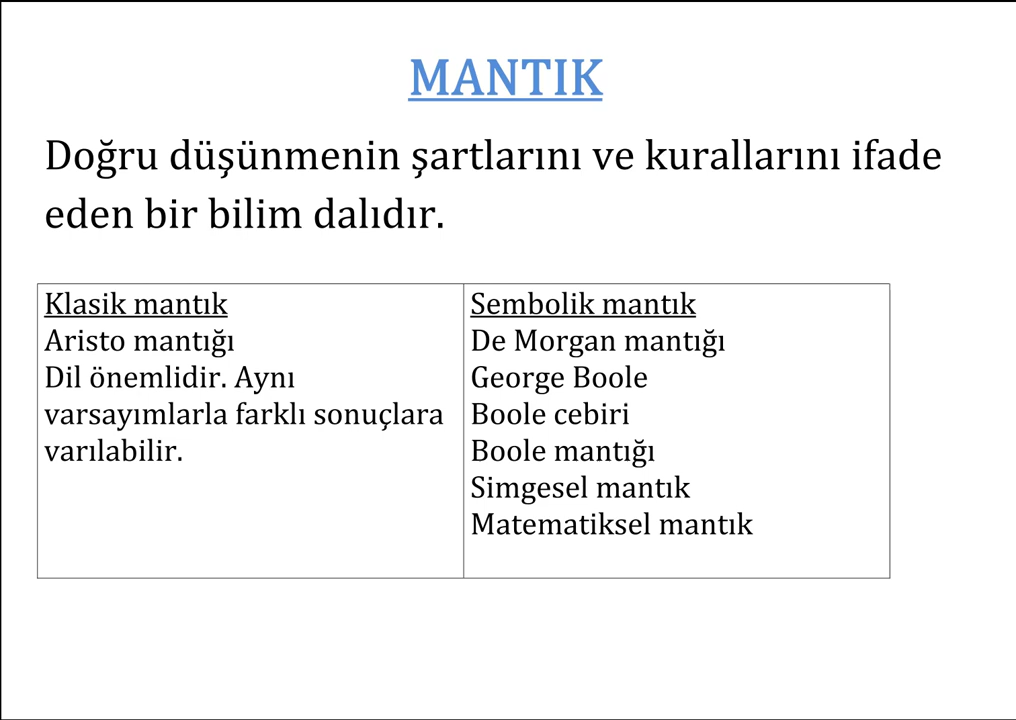 MANTIK
Doğru düşünmenin şartlarını ve kurallarını ifade
eden bir bilim dalıdır.
Klasik mantık
Aristo mantığı
Dil önemlidir. Aynı
varsayımlarla farklı sonuçlara
varılabilir.
Sembolik mantık
De Morgan mantığı
George Boole
Boole cebiri
Boole mantığı
Simgesel mantık
Matematiksel mantık